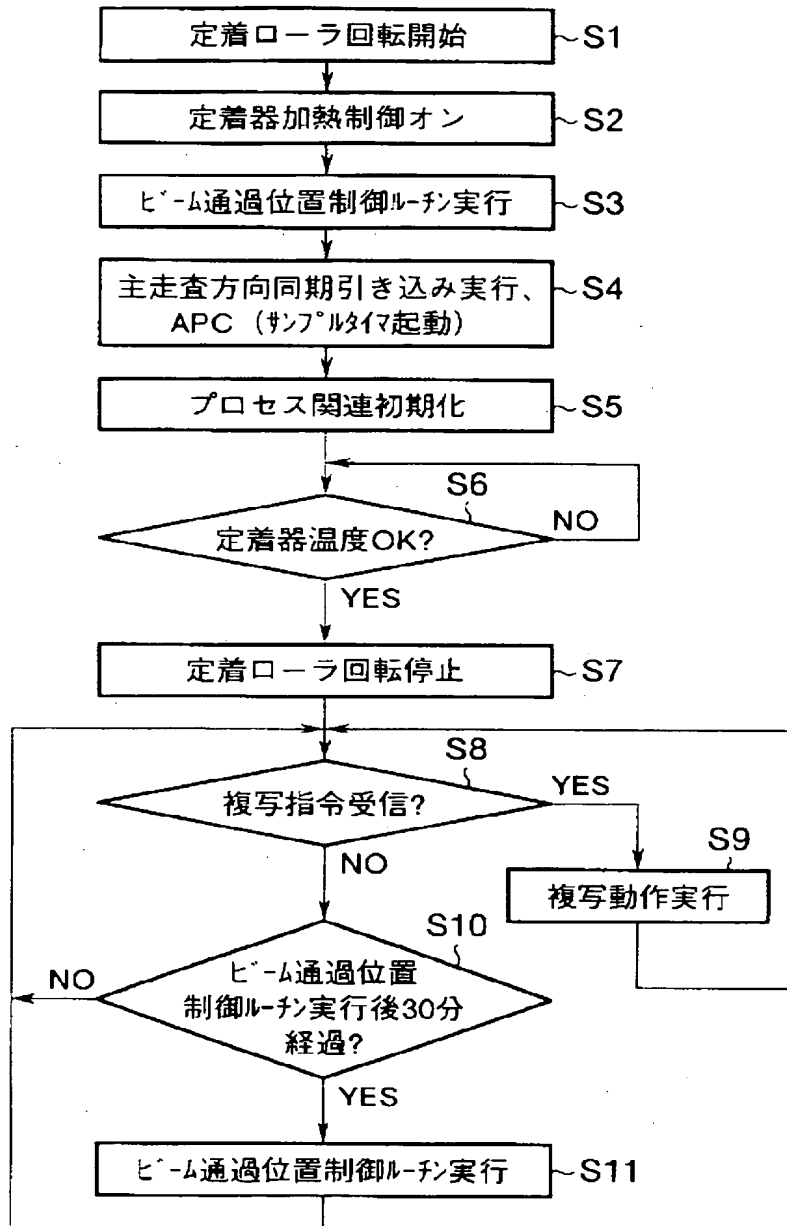 定着ローラ回転開始 S1
定着器加熱制御オン S2
ﾋﾞｰﾑ通過位置制御ﾙｰﾁﾝ実行 S3
主走査方向同期引き込み実行、 S4
APC (ｻﾝﾌﾟﾙﾀｲﾏ起動)
プロセス関連初期化 S5
S6
定着器温度OK?
NO
YES
定着ローラ回転停止 S7
S8
複写指令受信?
YES
NO
S9
複写動作実行
S10
ﾋﾞｰﾑ通過位置
制御ﾙｰﾁﾝ実行後30分
経過?
NO
YES
ﾋﾞｰﾑ通過位置制御ﾙｰﾁﾝ実行 S11